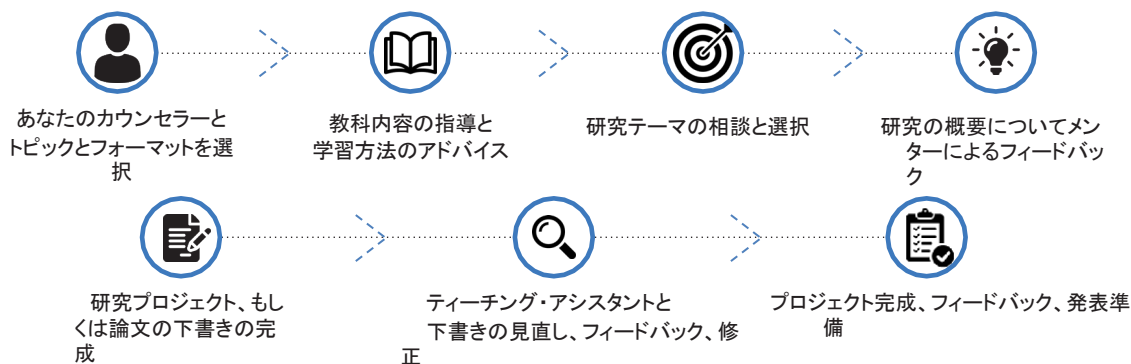 あなたのカウンセラーと
トピックとフォーマットを選
択
教科内容の指導と
学習方法のアドバイス
研究テーマの相談と選択
研究の概要についてメン
ターによるフィードバッ
ク
研究プロジェクト、もし
くは論文の下書きの完
成
ティーチング・アシスタントと
下書きの見直し、フィードバック、修
正
プロジェクト完成、フィードバック、発表準
備